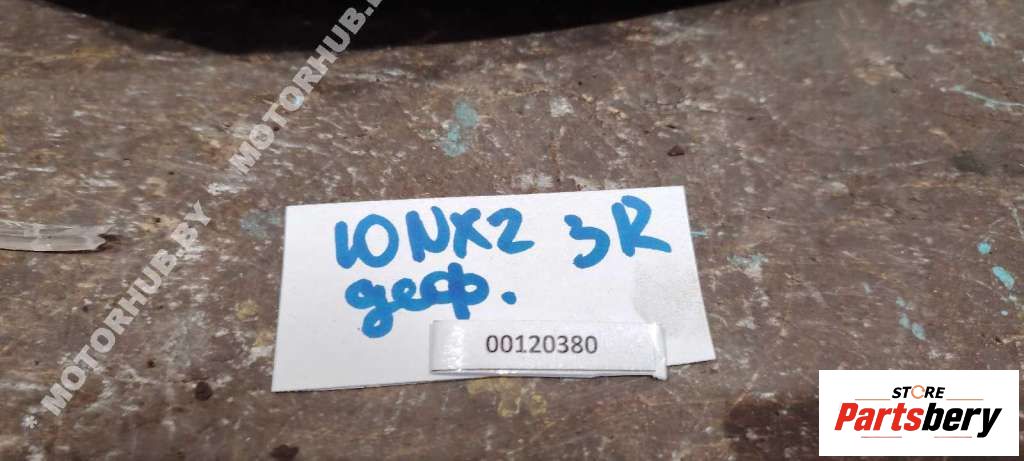 * MOTORHUB.BY MOTORHUB.BY
10NX2 3R
деф.
00120380
STORE
Partsbery